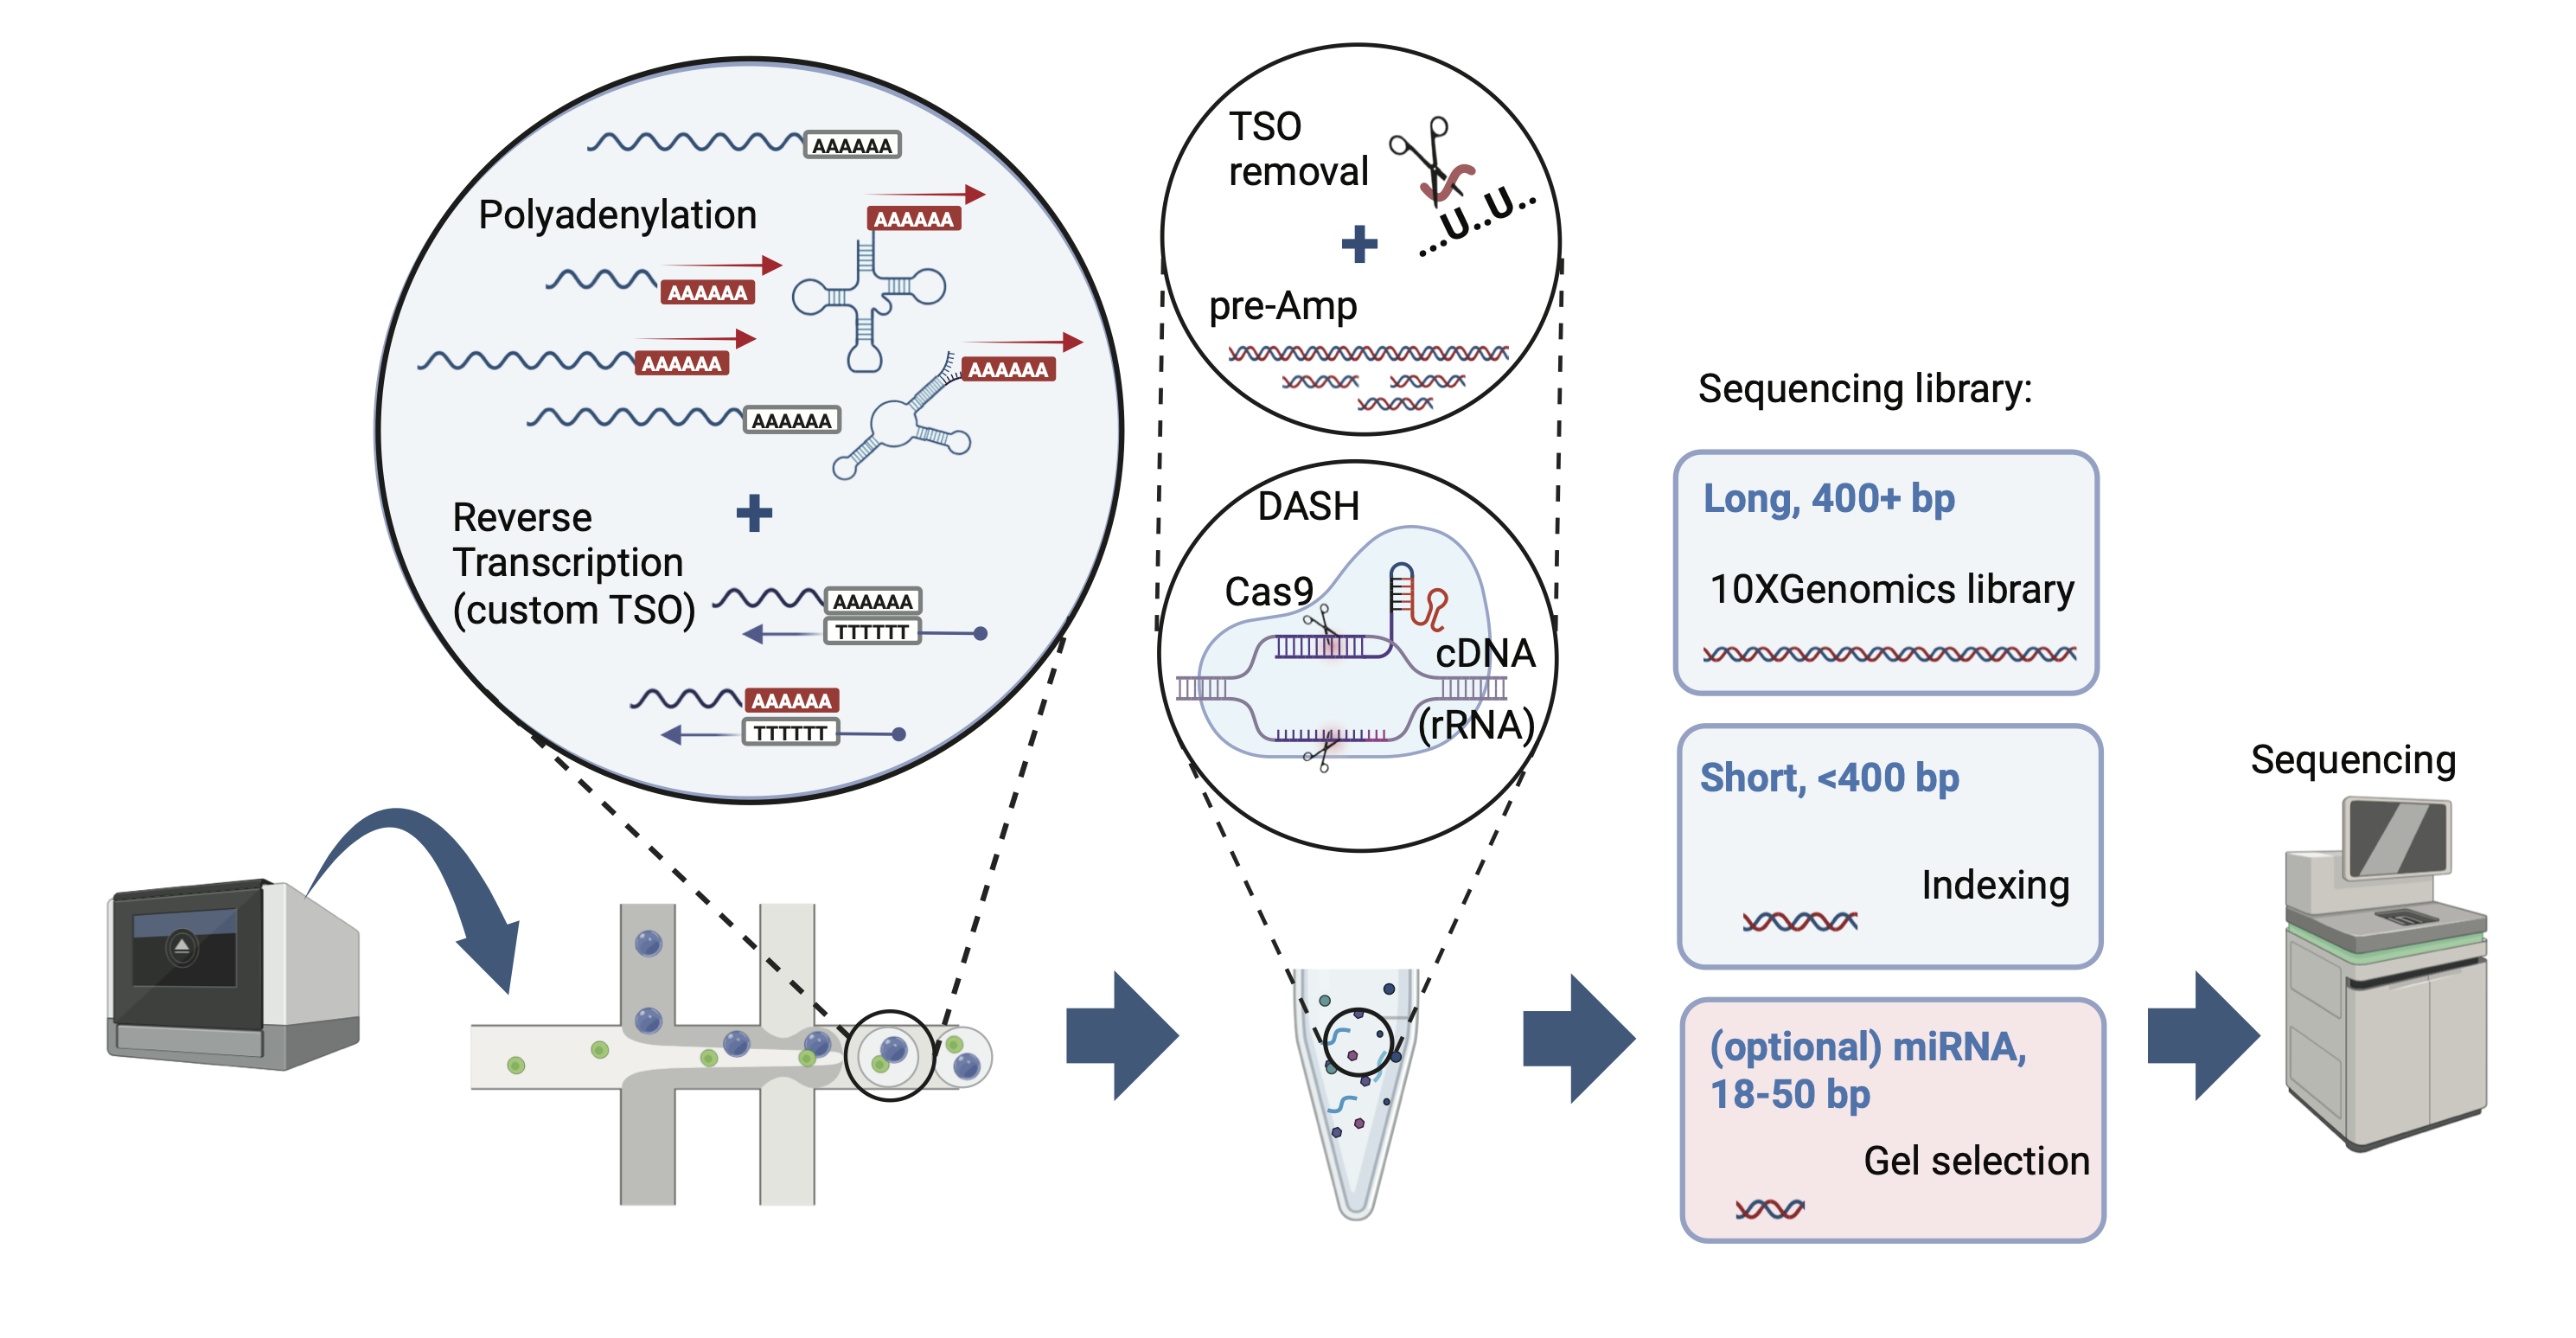 AAAAAA
Polyadenylation
AAAAAA
AAAAAA
AAAAAA
AAAAAA
AAAAAA
Reverse
Transcription
(custom TSO)
AAAAAA
TTTTTT
AAAAAA
TTTTTT
TSO
removal
...U..U..
pre-Amp
DASH
Cas9
cDNA
(rRNA)
Sequencing library:
Long, 400+ bp
10XGenomics library
Short, <400 bp
Indexing
(optional) miRNA,
18-50 bp
Gel selection
Sequencing